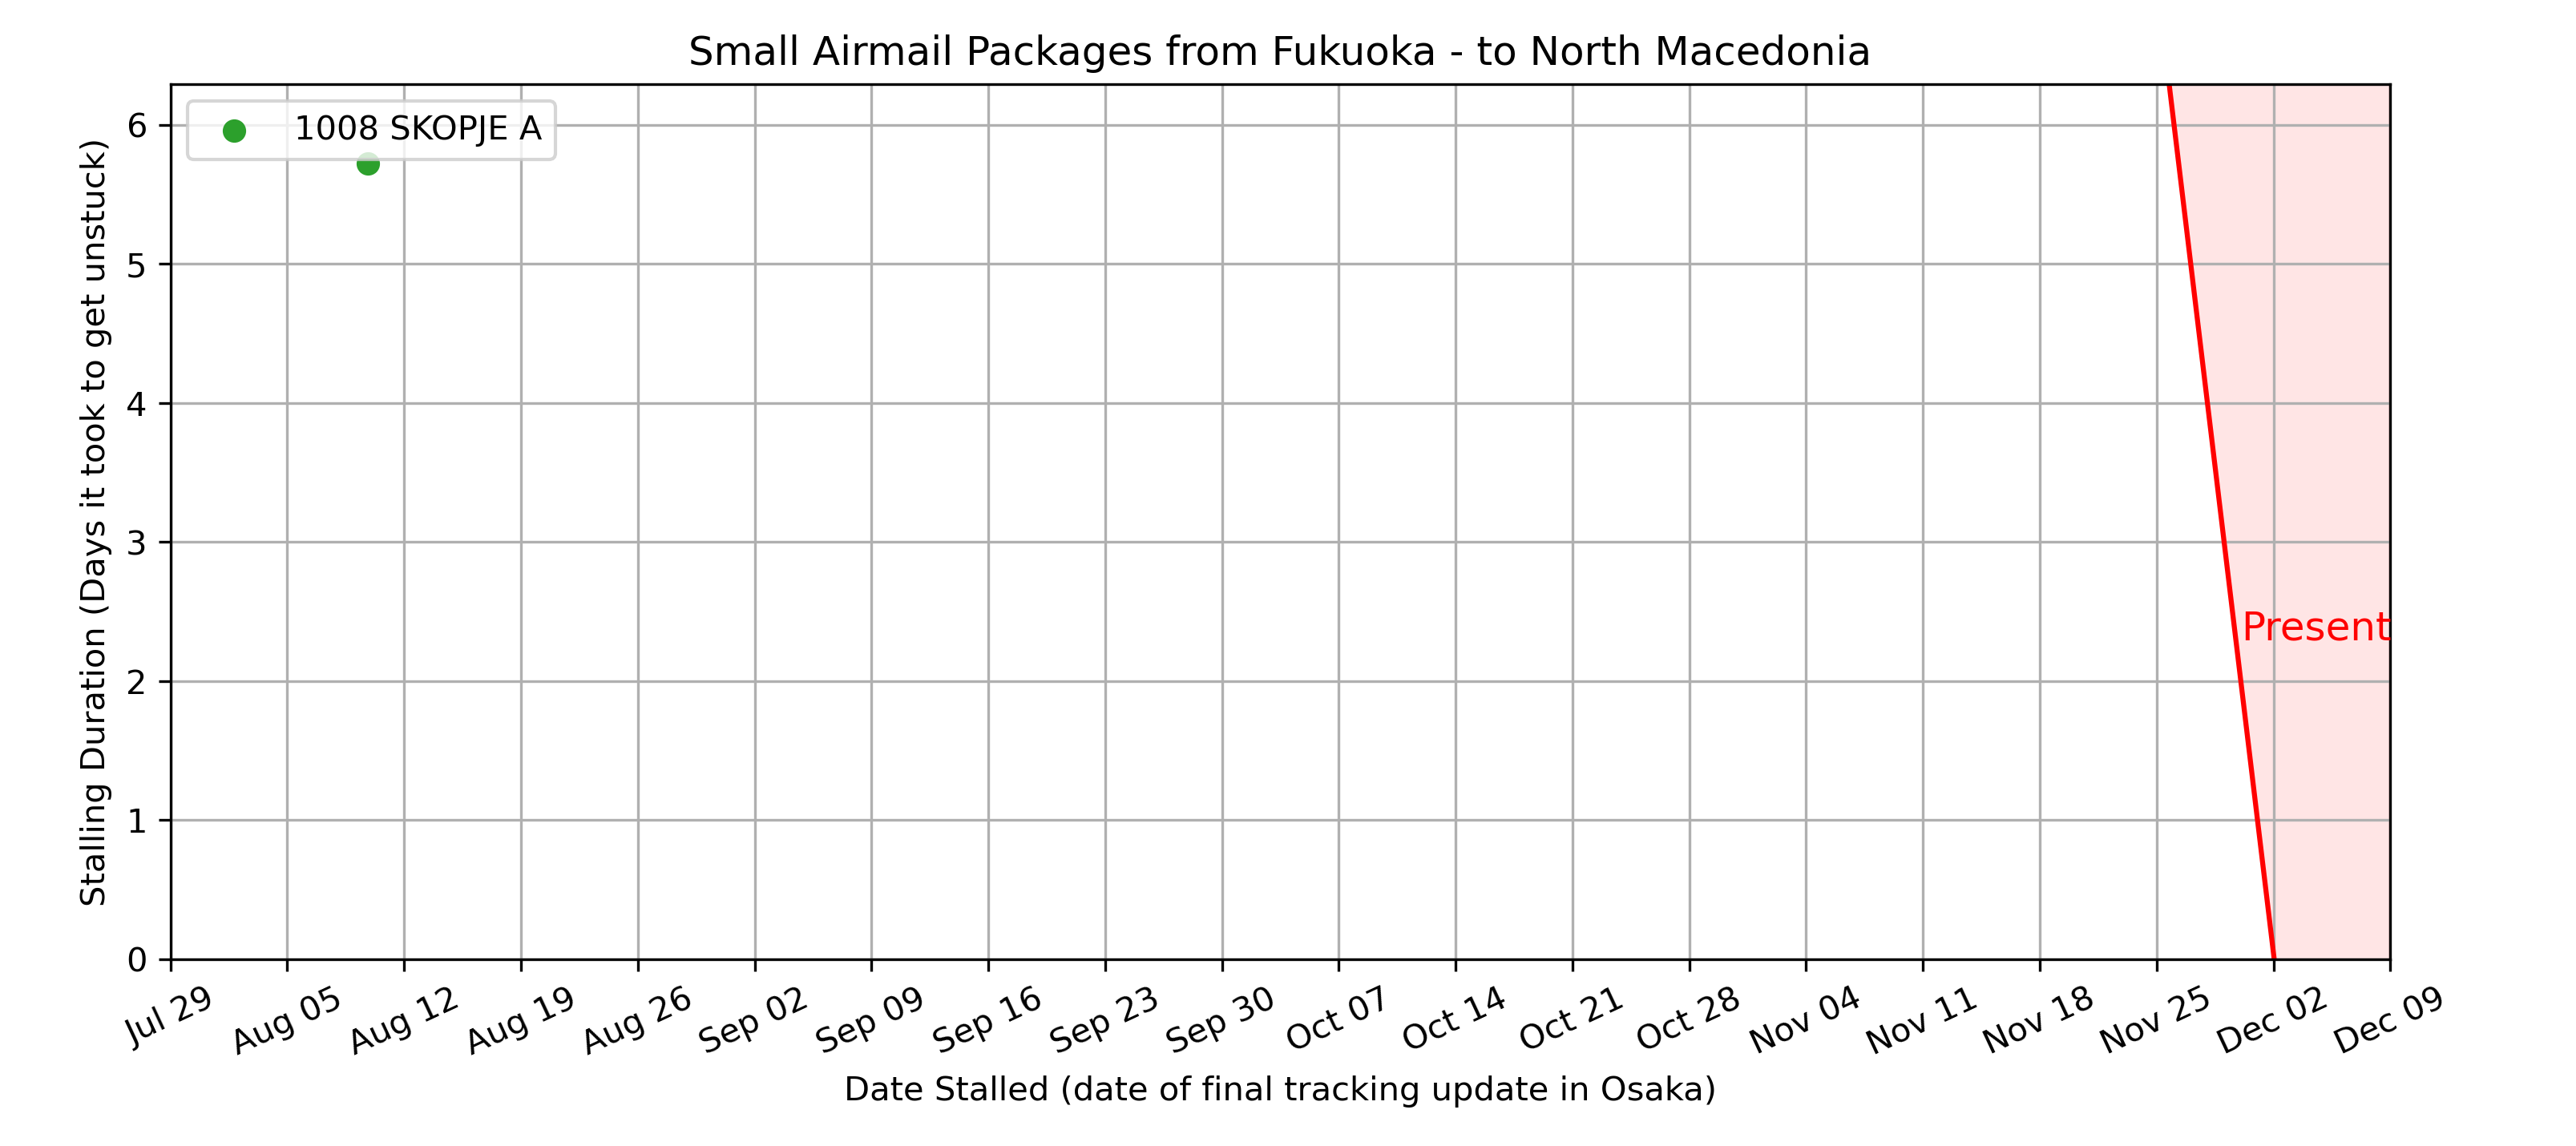 Small Airmail Packages from Fukuoka - to North Macedonia
1008 SKOPJE A
Stalling Duration (Days it took to get unstuck)
6
5
4
3
2
1
0
Present
Jul 29
Aug 05
Aug 12
Aug 19
Aug 26
Sep 02
Sep 09
Sep 16
Sep 23
Sep 30
Oct 07
Oct 14
Oct 21
Oct 28
Nov 04
Nov 11
Nov 18
Nov 25
Dec 02
Dec 09
Date Stalled (date of final tracking update in Osaka)